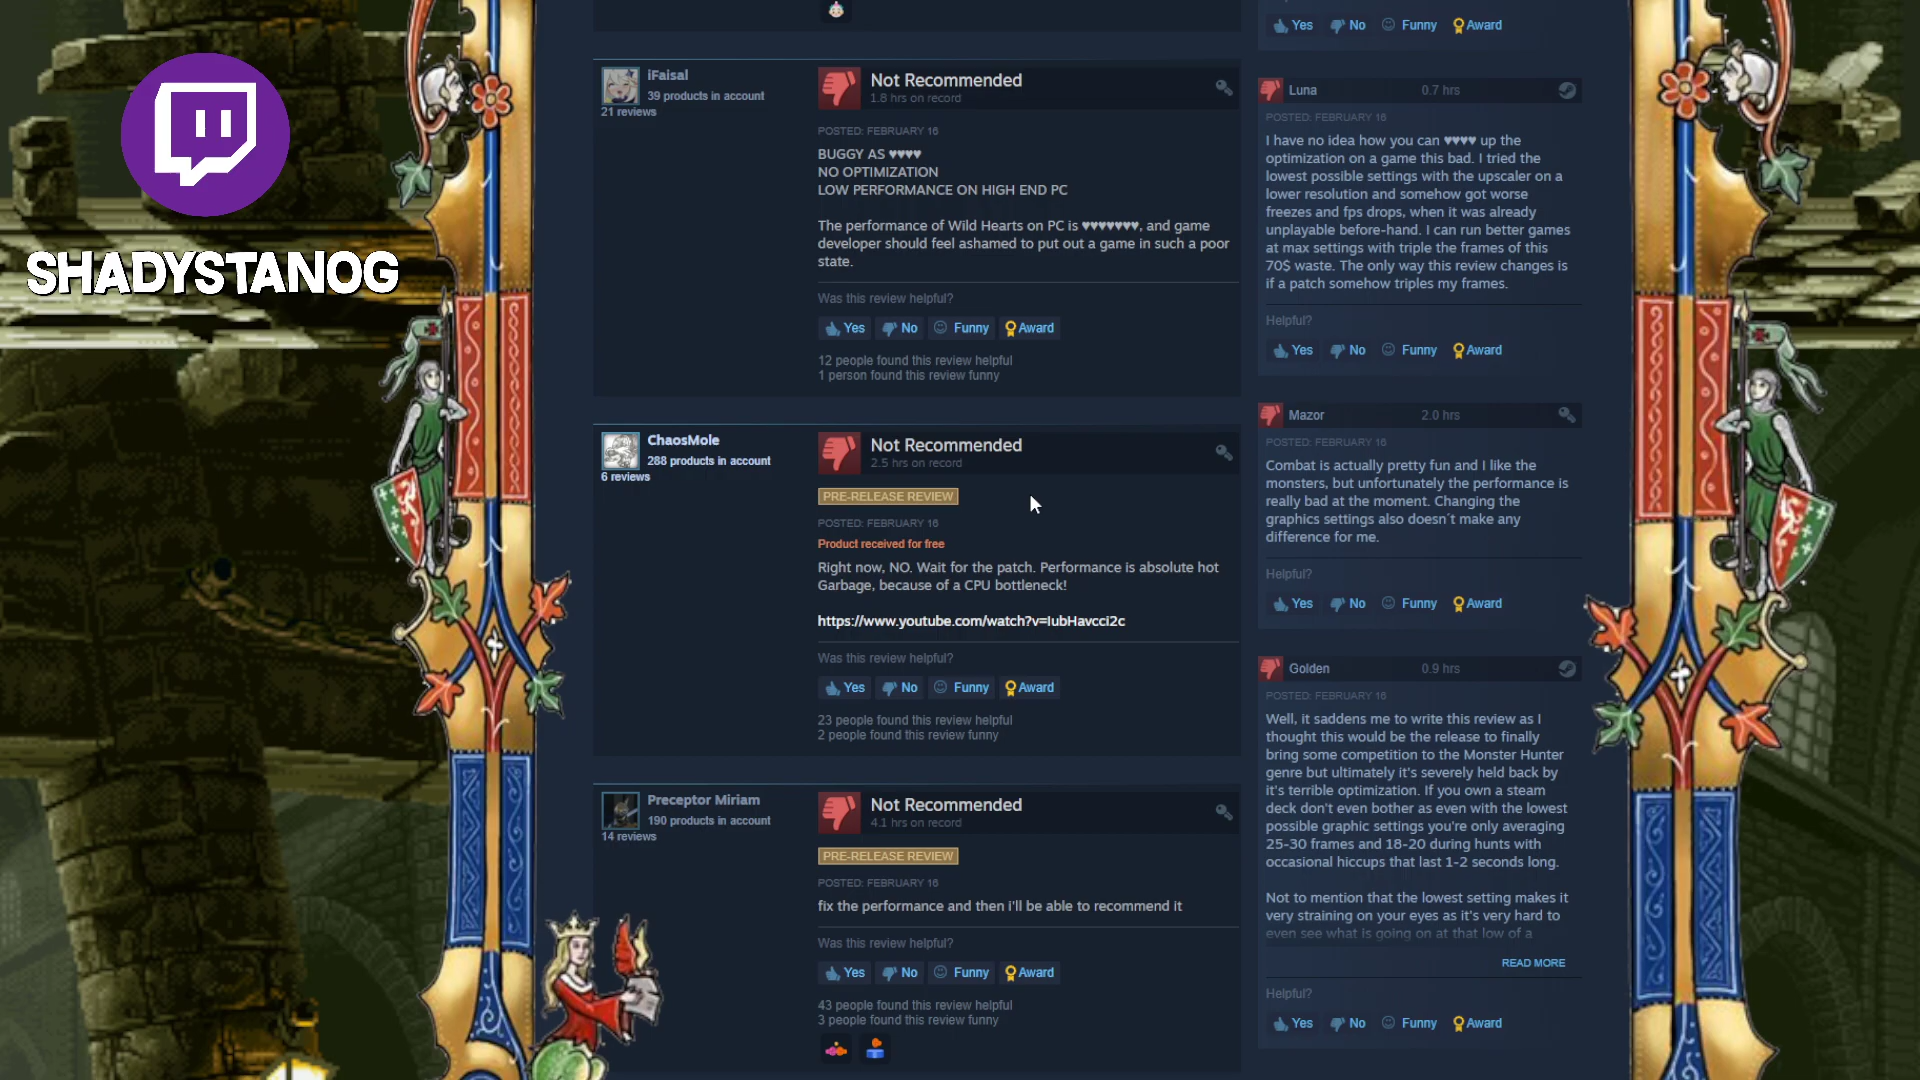 SHADYSTANOG
iFaisal
39 products in account
21 reviews
Not Recommended
1.8 hrs on record
POSTED: FEBRUARY 16
BUGGY AS ♥♥♥♥
NO OPTIMIZATION
LOW PERFORMANCE ON HIGH END PC
The performance of Wild Hearts on PC is ♥♥♥♥♥♥♥, and game
developer should feel ashamed to put out a game in such a poor
state.
Was this review helpful?
Yes No Funny Award
12 people found this review helpful
1 person found this review funny
ChaosMole
288 products in account
6 reviews
Not Recommended
2.5 hrs on record
PRE-RELEASE REVIEW
POSTED: FEBRUARY 16
Product received for free
Right now, NO. Wait for the patch. Performance is absolute hot
Garbage, because of a CPU bottleneck!
https://www.youtube.com/watch?v=IubHavcci2c
Was this review helpful?
Yes No Funny Award
23 people found this review helpful
2 people found this review funny
Preceptor Miriam
190 products in account
14 reviews
Not Recommended
4.1 hrs on record
PRE-RELEASE REVIEW
POSTED: FEBRUARY 16
fix the performance and then i'll be able to recommend it
Was this review helpful?
Yes No Funny Award
43 people found this review helpful
3 people found this review funny
Yes No Funny Award
Luna 0.7 hrs
POSTED: FEBRUARY 16
I have no idea how you can ♥♥♥♥ up the
optimization on a game this bad. I tried the
lowest possible settings with the upscaler on a
lower resolution and somehow got worse
freezes and fps drops, when it was already
unplayable before-hand. I can run better games
at max settings with triple the frames of this
70$ waste. The only way this review changes is
if a patch somehow triples my frames.
Helpful?
Yes No Funny Award
Mazor 2.0 hrs
POSTED: FEBRUARY 16
Combat is actually pretty fun and I like the
monsters, but unfortunately the performance is
really bad at the moment. Changing the
graphics settings also doesn´t make any
difference for me.
Helpful?
Yes No Funny Award
Golden 0.9 hrs
POSTED: FEBRUARY 16
Well, it saddens me to write this review as I
thought this would be the release to finally
bring some competition to the Monster Hunter
genre but ultimately it's severely held back by
it's terrible optimization. If you own a steam
deck don't even bother as even with the lowest
possible graphic settings you're only averaging
25-30 frames and 18-20 during hunts with
occasional hiccups that last 1-2 seconds long.
Not to mention that the lowest setting makes it
very straining on your eyes as it's very hard to
even see what is going on at that low of a
READ MORE
Helpful?
Yes No Funny Award